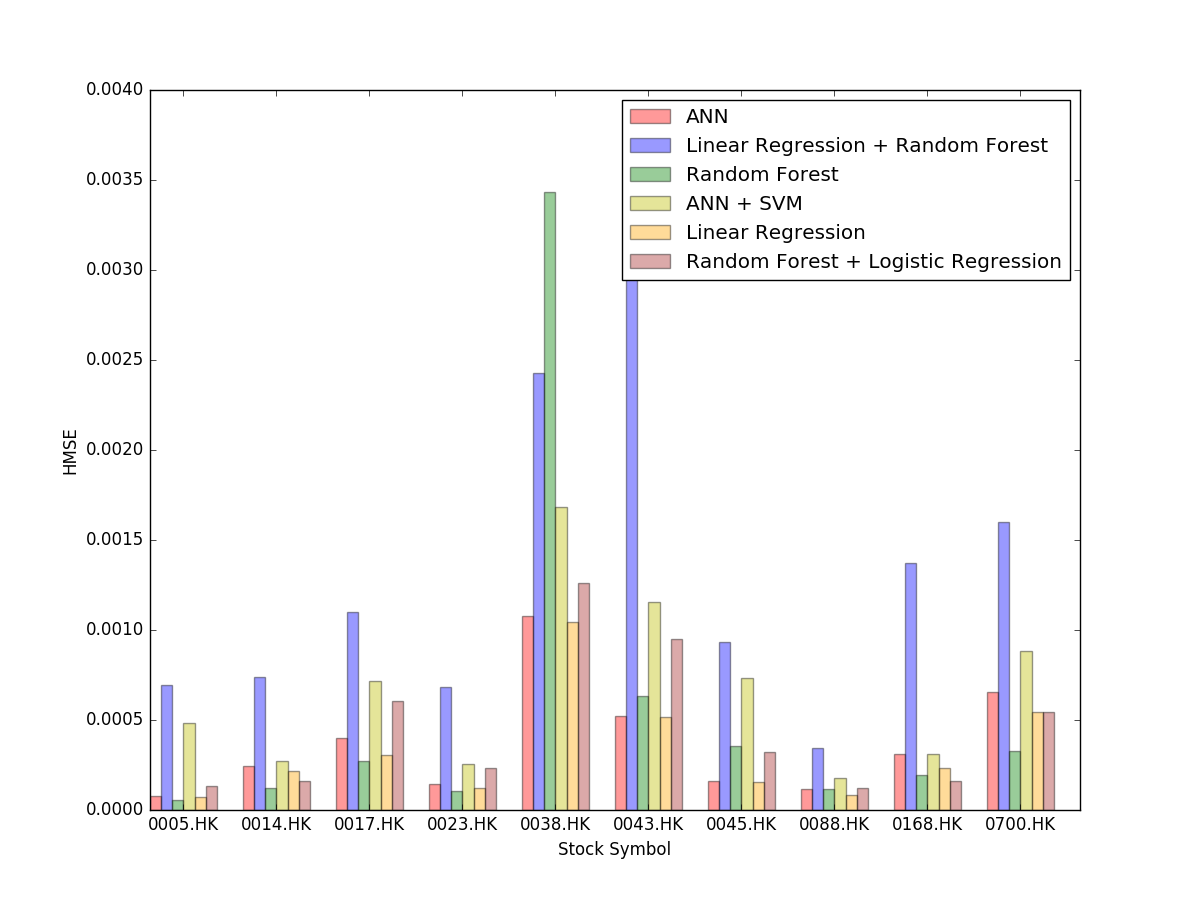 0.0040
0.0035
0.0030
0.0025
0.0020
0.0015
0.0010
0.0005
0.0000
HMSE
ANN
Linear Regression + Random Forest
Random Forest
ANN + SVM
Linear Regression
Random Forest + Logistic Regression
0005.HK 0014.HK 0017.HK 0023.HK 0038.HK 0043.HK 0045.HK 0088.HK 0168.HK 0700.HK
Stock Symbol